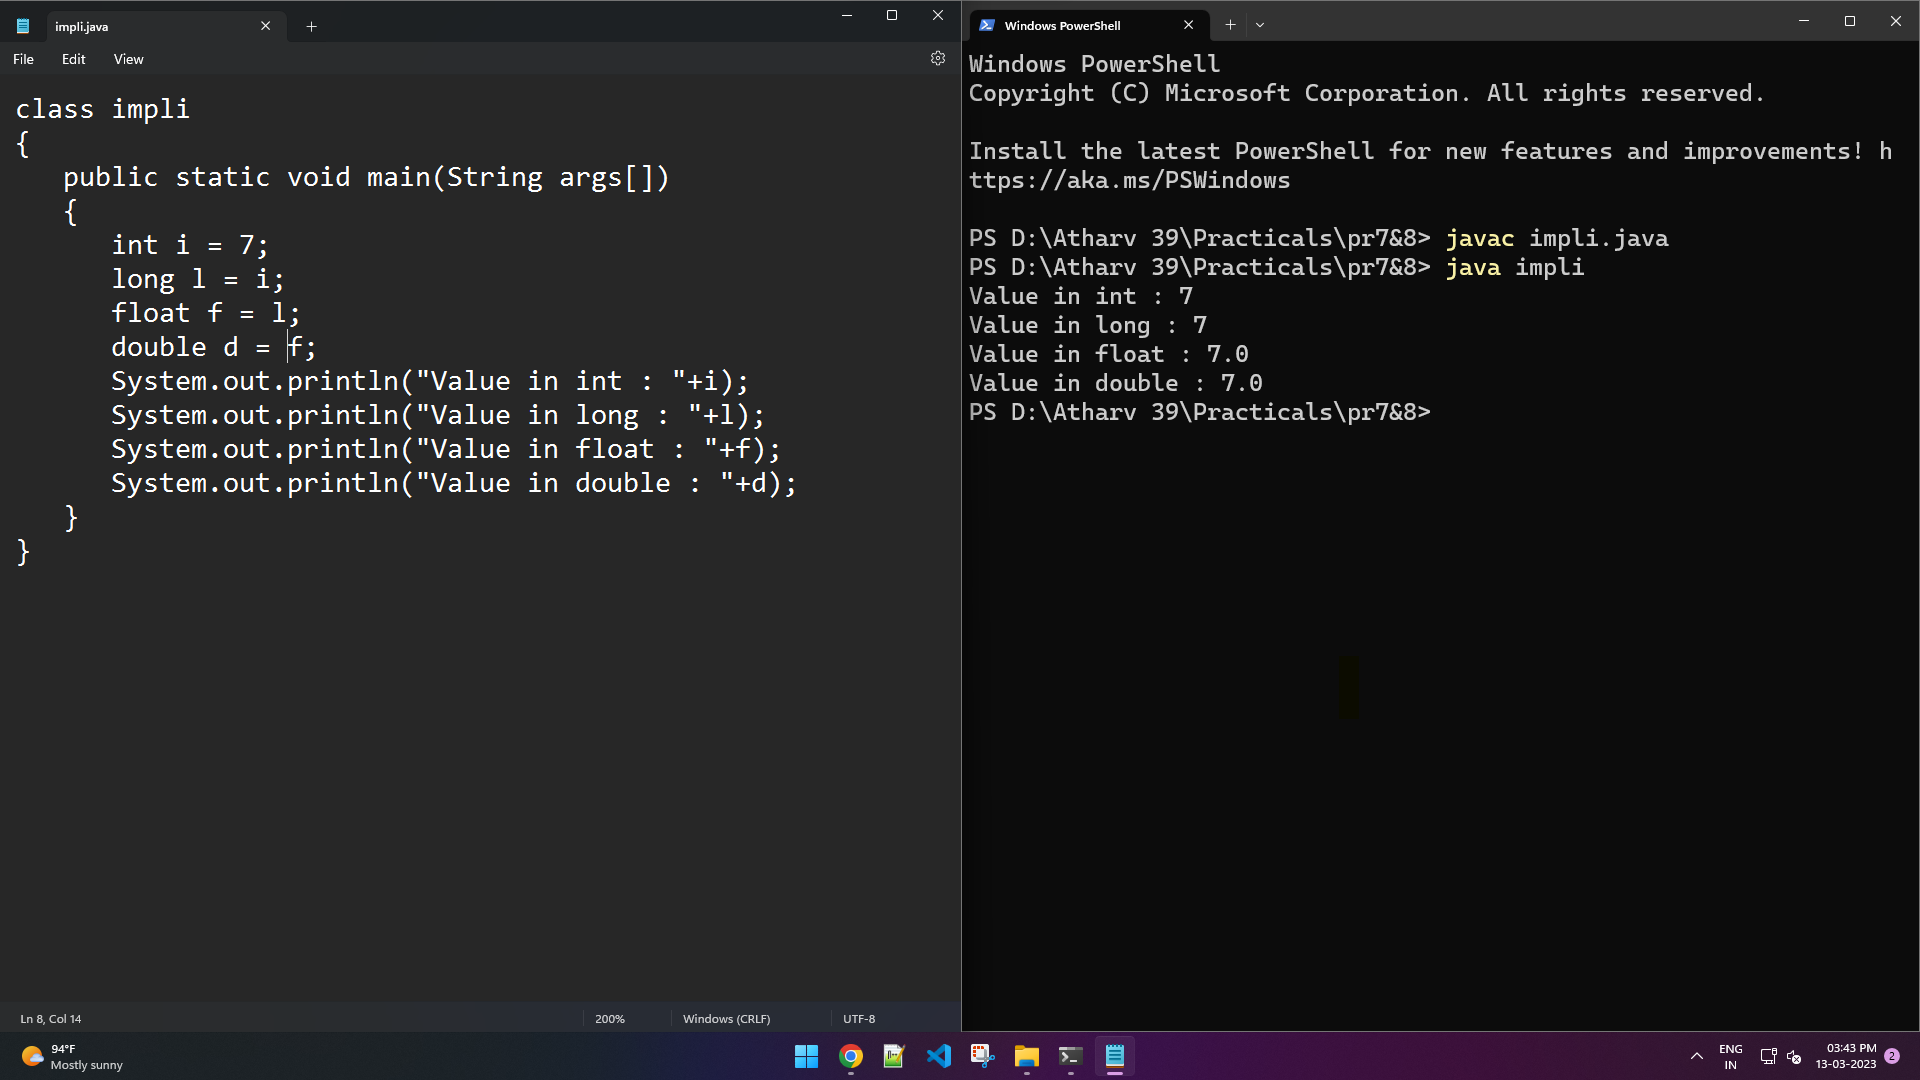 impli.java
File Edit View
class impli
{
public static void main(String args[])
{
int i = 7;
long l = i;
float f = l;
double d = f;
System.out.println("Value in int : "+i);
System.out.println("Value in long : "+l);
System.out.println("Value in float : "+f);
System.out.println("Value in double : "+d);
}
}
Ln 8, Col 14 200% Windows (CRLF) UTF-8
Windows PowerShell
Windows PowerShell
Copyright (C) Microsoft Corporation. All rights reserved.
Install the latest PowerShell for new features and improvements! h
ttps://aka.ms/PSWindows
PS D:\Atharv 39\Practicals\pr7&8> javac impli.java
PS D:\Atharv 39\Practicals\pr7&8> java impli
Value in int : 7
Value in long : 7
Value in float : 7.0
Value in double : 7.0
PS D:\Atharv 39\Practicals\pr7&8>
94°F
Mostly sunny
ENG
IN
03:43 PM
13-03-2023
2